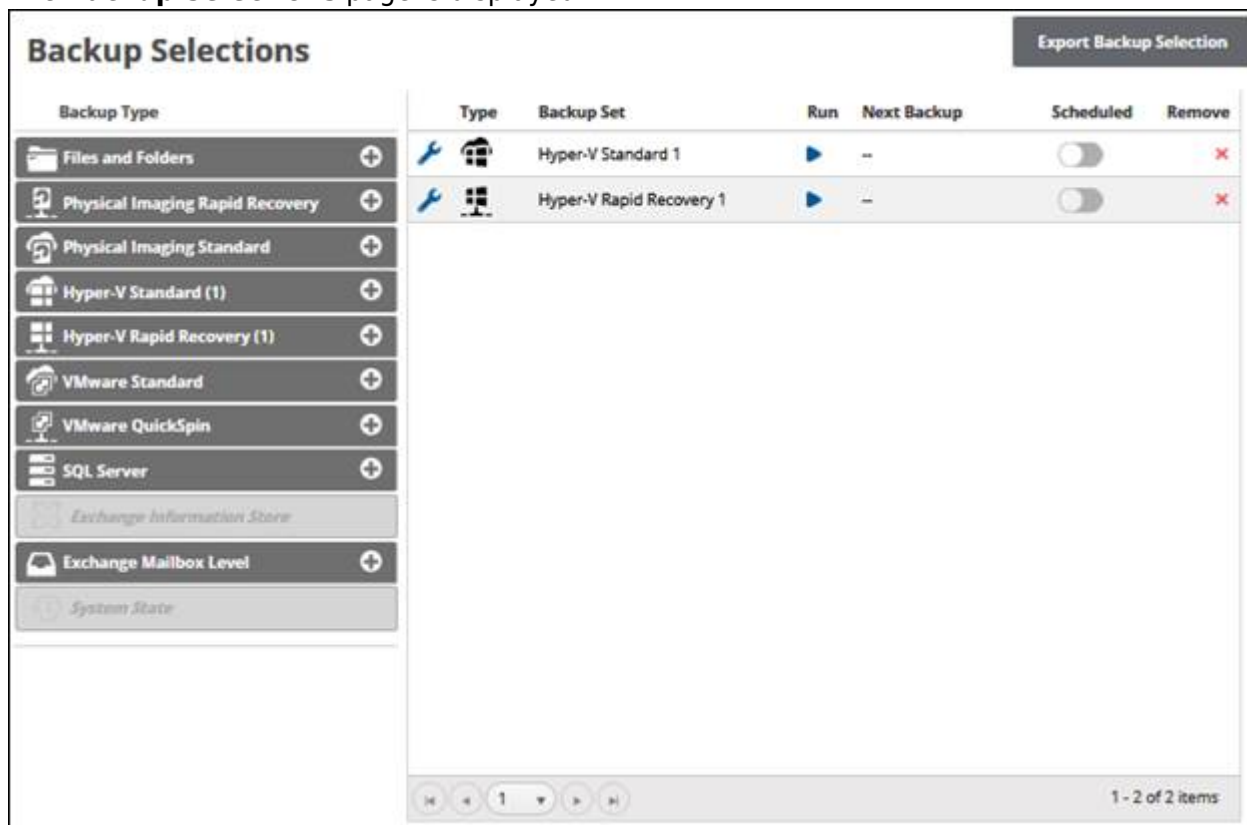 Backup Selections
Export Backup Selection
Backup Type
Files and Folders
Physical Imaging Rapid Recovery
Physical Imaging Standard
Hyper-V Standard (1)
Hyper-V Rapid Recovery (1)
VMware Standard
VMware QuickSpin
SQL Server
Exchange Information Store
Exchange Mailbox Level
System State
Type Backup Set Run Next Backup Scheduled Remove
Hyper-V Standard 1 --
Hyper-V Rapid Recovery 1 --
1
1 - 2 of 2 items